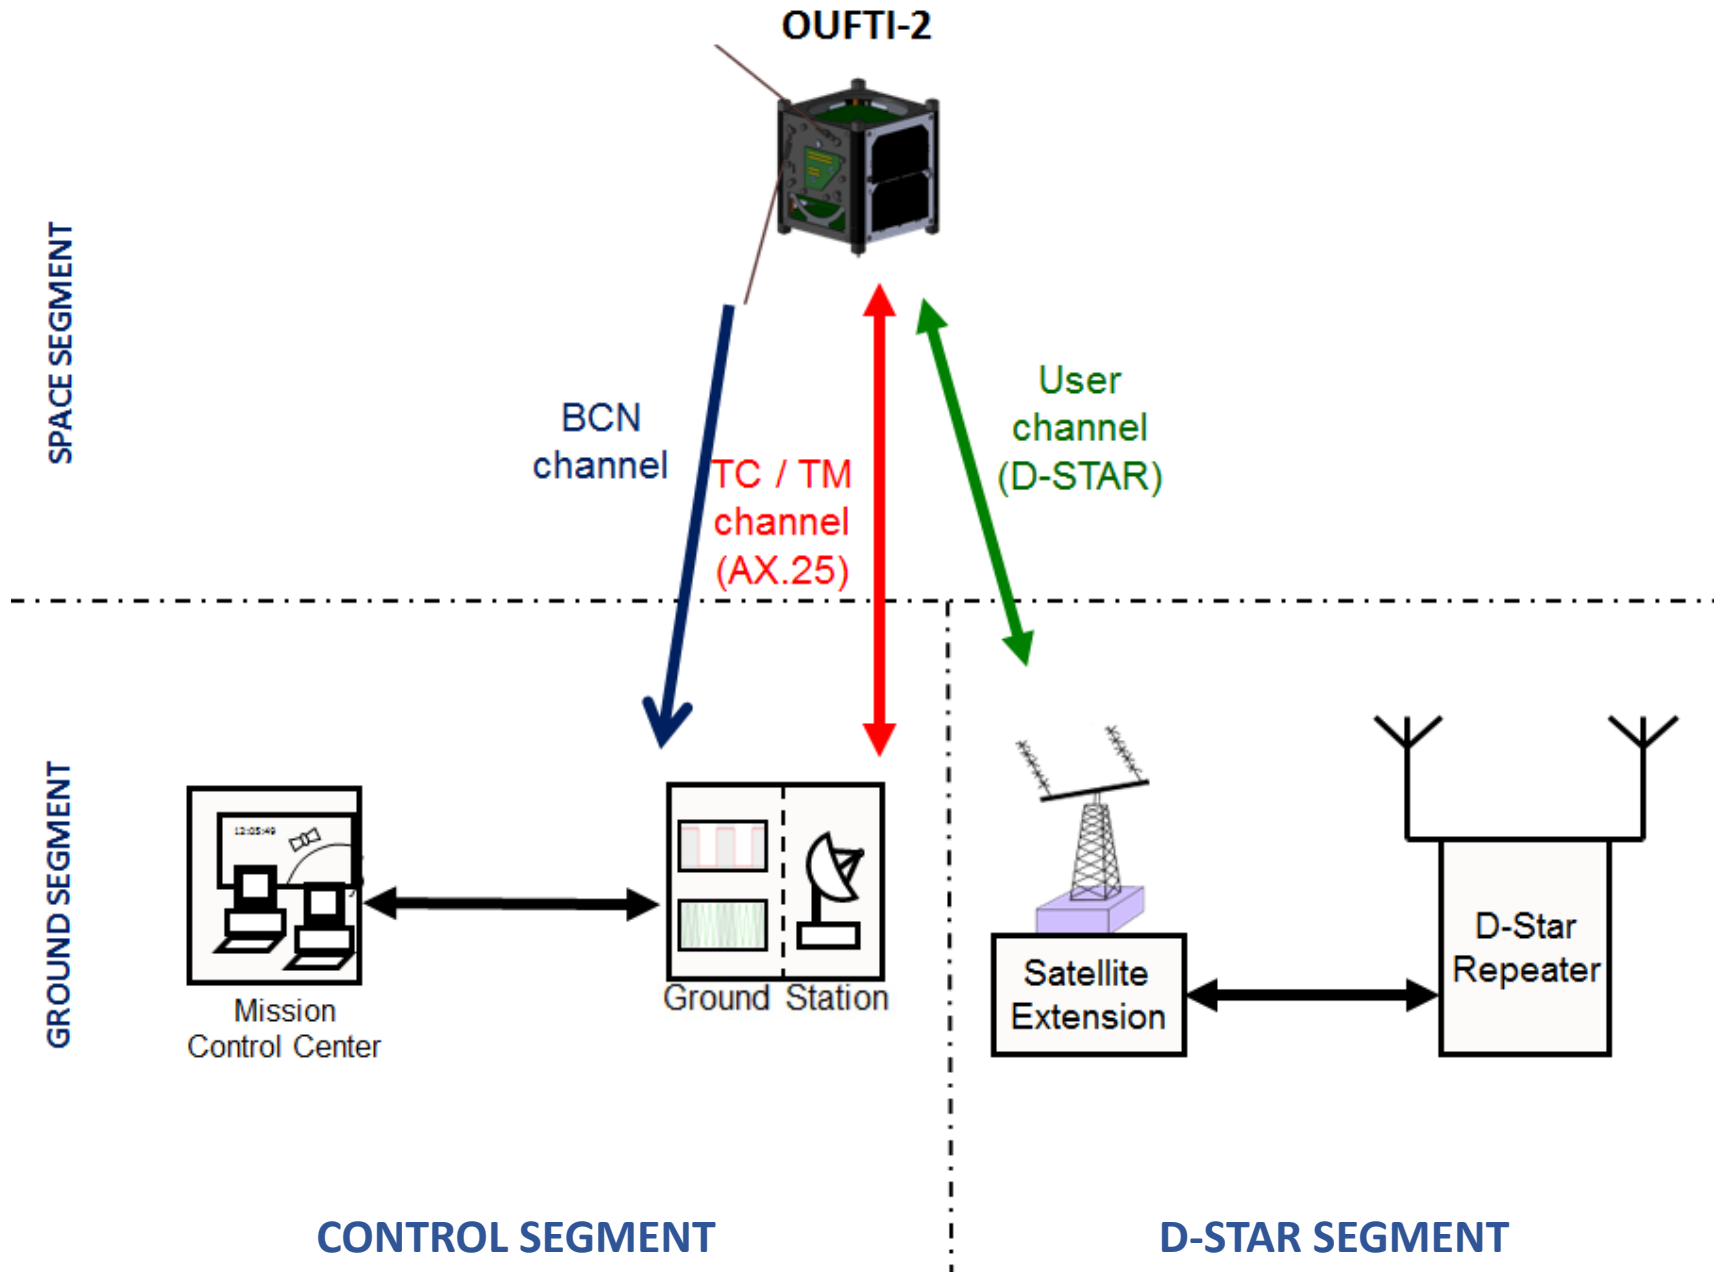 OUFTI-2
SPACE SEGMENT
BCN
channel
TC / TM
channel
(AX.25)
User
channel
(D-STAR)
GROUND SEGMENT
12:05:49
Mission
Control Center
Ground Station
Satellite
Extension
D-Star
Repeater
CONTROL SEGMENT
D-STAR SEGMENT